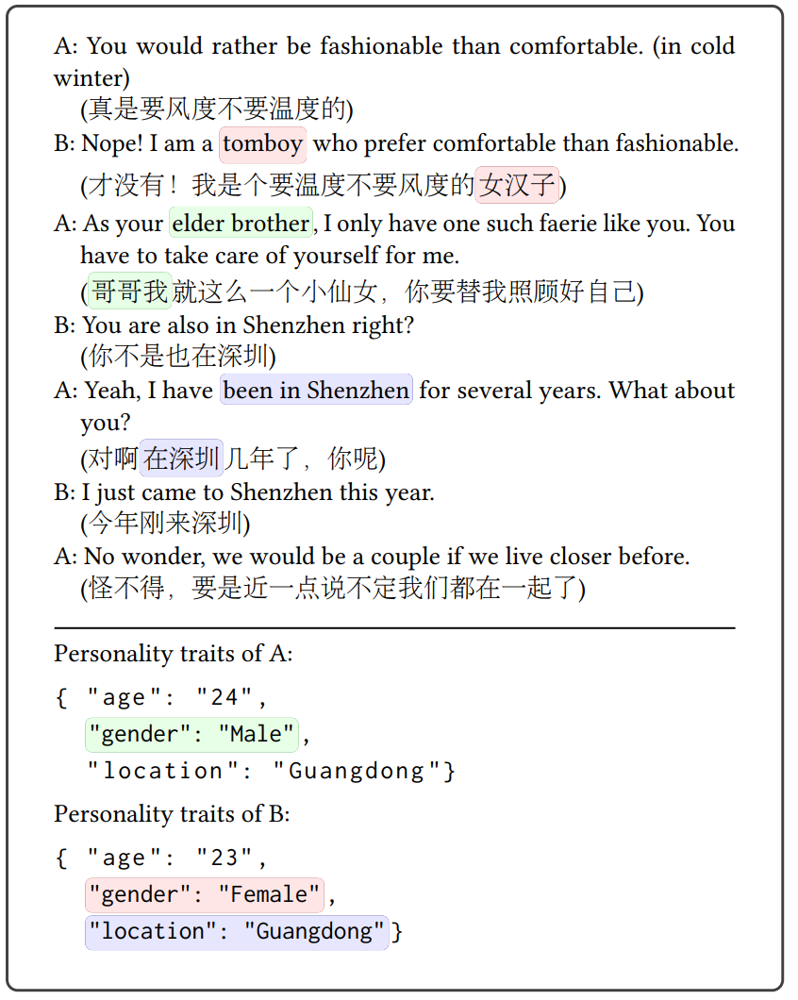 A: You would rather be fashionable than comfortable. (in cold
winter)
(真是要风度不要温度的)
B: Nope! I am a tomboy who prefer comfortable than fashionable.
(才没有！我是个要温度不要风度的女汉子)
A: As your elder brother, I only have one such faerie like you. You
have to take care of yourself for me.
(哥哥我就这么一个小仙女，你要替我照顾好自己)
B: You are also in Shenzhen right?
(你不是也在深圳)
A: Yeah, I have been in Shenzhen for several years. What about
you?
(对啊在深圳几年了，你呢)
B: I just came to Shenzhen this year.
(今年刚来深圳)
A: No wonder, we would be a couple if we live closer before.
(怪不得，要是近一点说不定我们都在一起了)
Personality traits of A:
{ "age": "24",
"gender": "Male",
"location": "Guangdong"}
Personality traits of B:
{ "age": "23",
"gender": "Female",
"location": "Guangdong"}